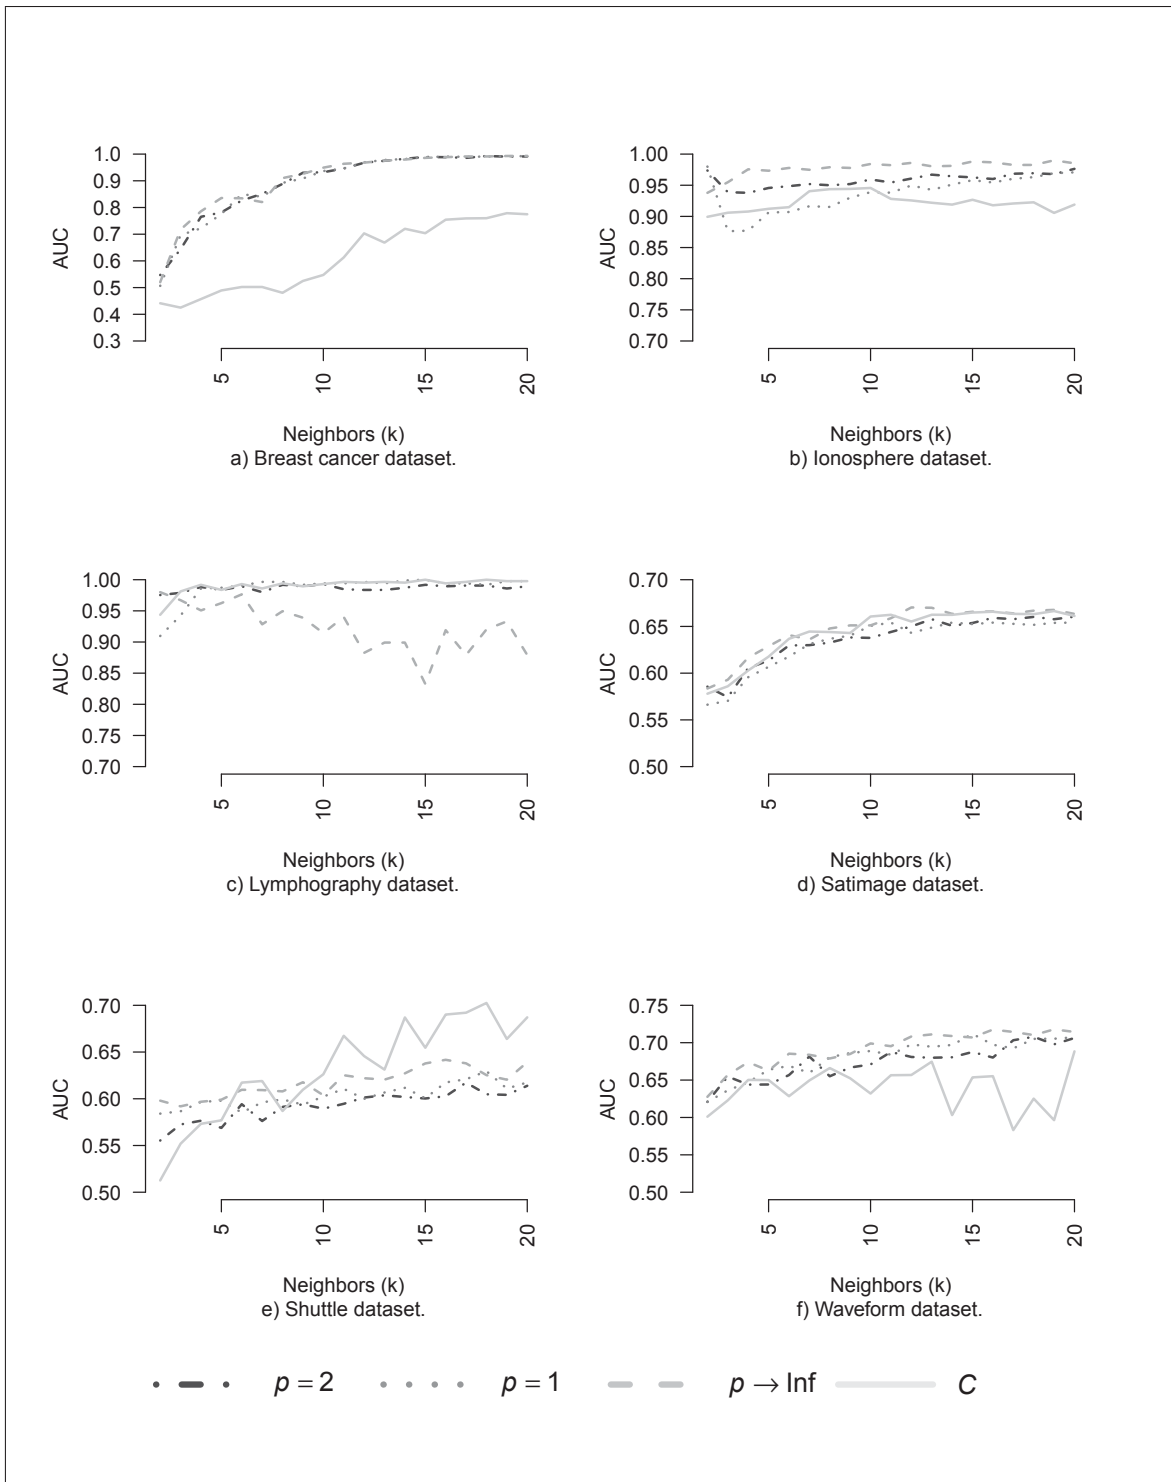 1.0
0.9
0.8
0.7
0.6
0.5
0.4
0.3
AUC
5
10
15
20
Neighbors (k)
a) Breast cancer dataset.
1.00
0.95
0.90
0.85
0.80
0.75
0.70
AUC
5
10
15
20
Neighbors (k)
b) Ionosphere dataset.
1.00
0.95
0.90
0.85
0.80
0.75
0.70
AUC
5
10
15
20
Neighbors (k)
c) Lymphography dataset.
0.70
0.65
0.60
0.55
0.50
AUC
5
10
15
20
Neighbors (k)
d) Satimage dataset.
0.70
0.65
0.60
0.55
0.50
AUC
5
10
15
20
Neighbors (k)
e) Shuttle dataset.
0.75
0.70
0.65
0.60
0.55
0.50
AUC
5
10
15
20
Neighbors (k)
f) Waveform dataset.
p = 2
p = 1
p → Inf
C